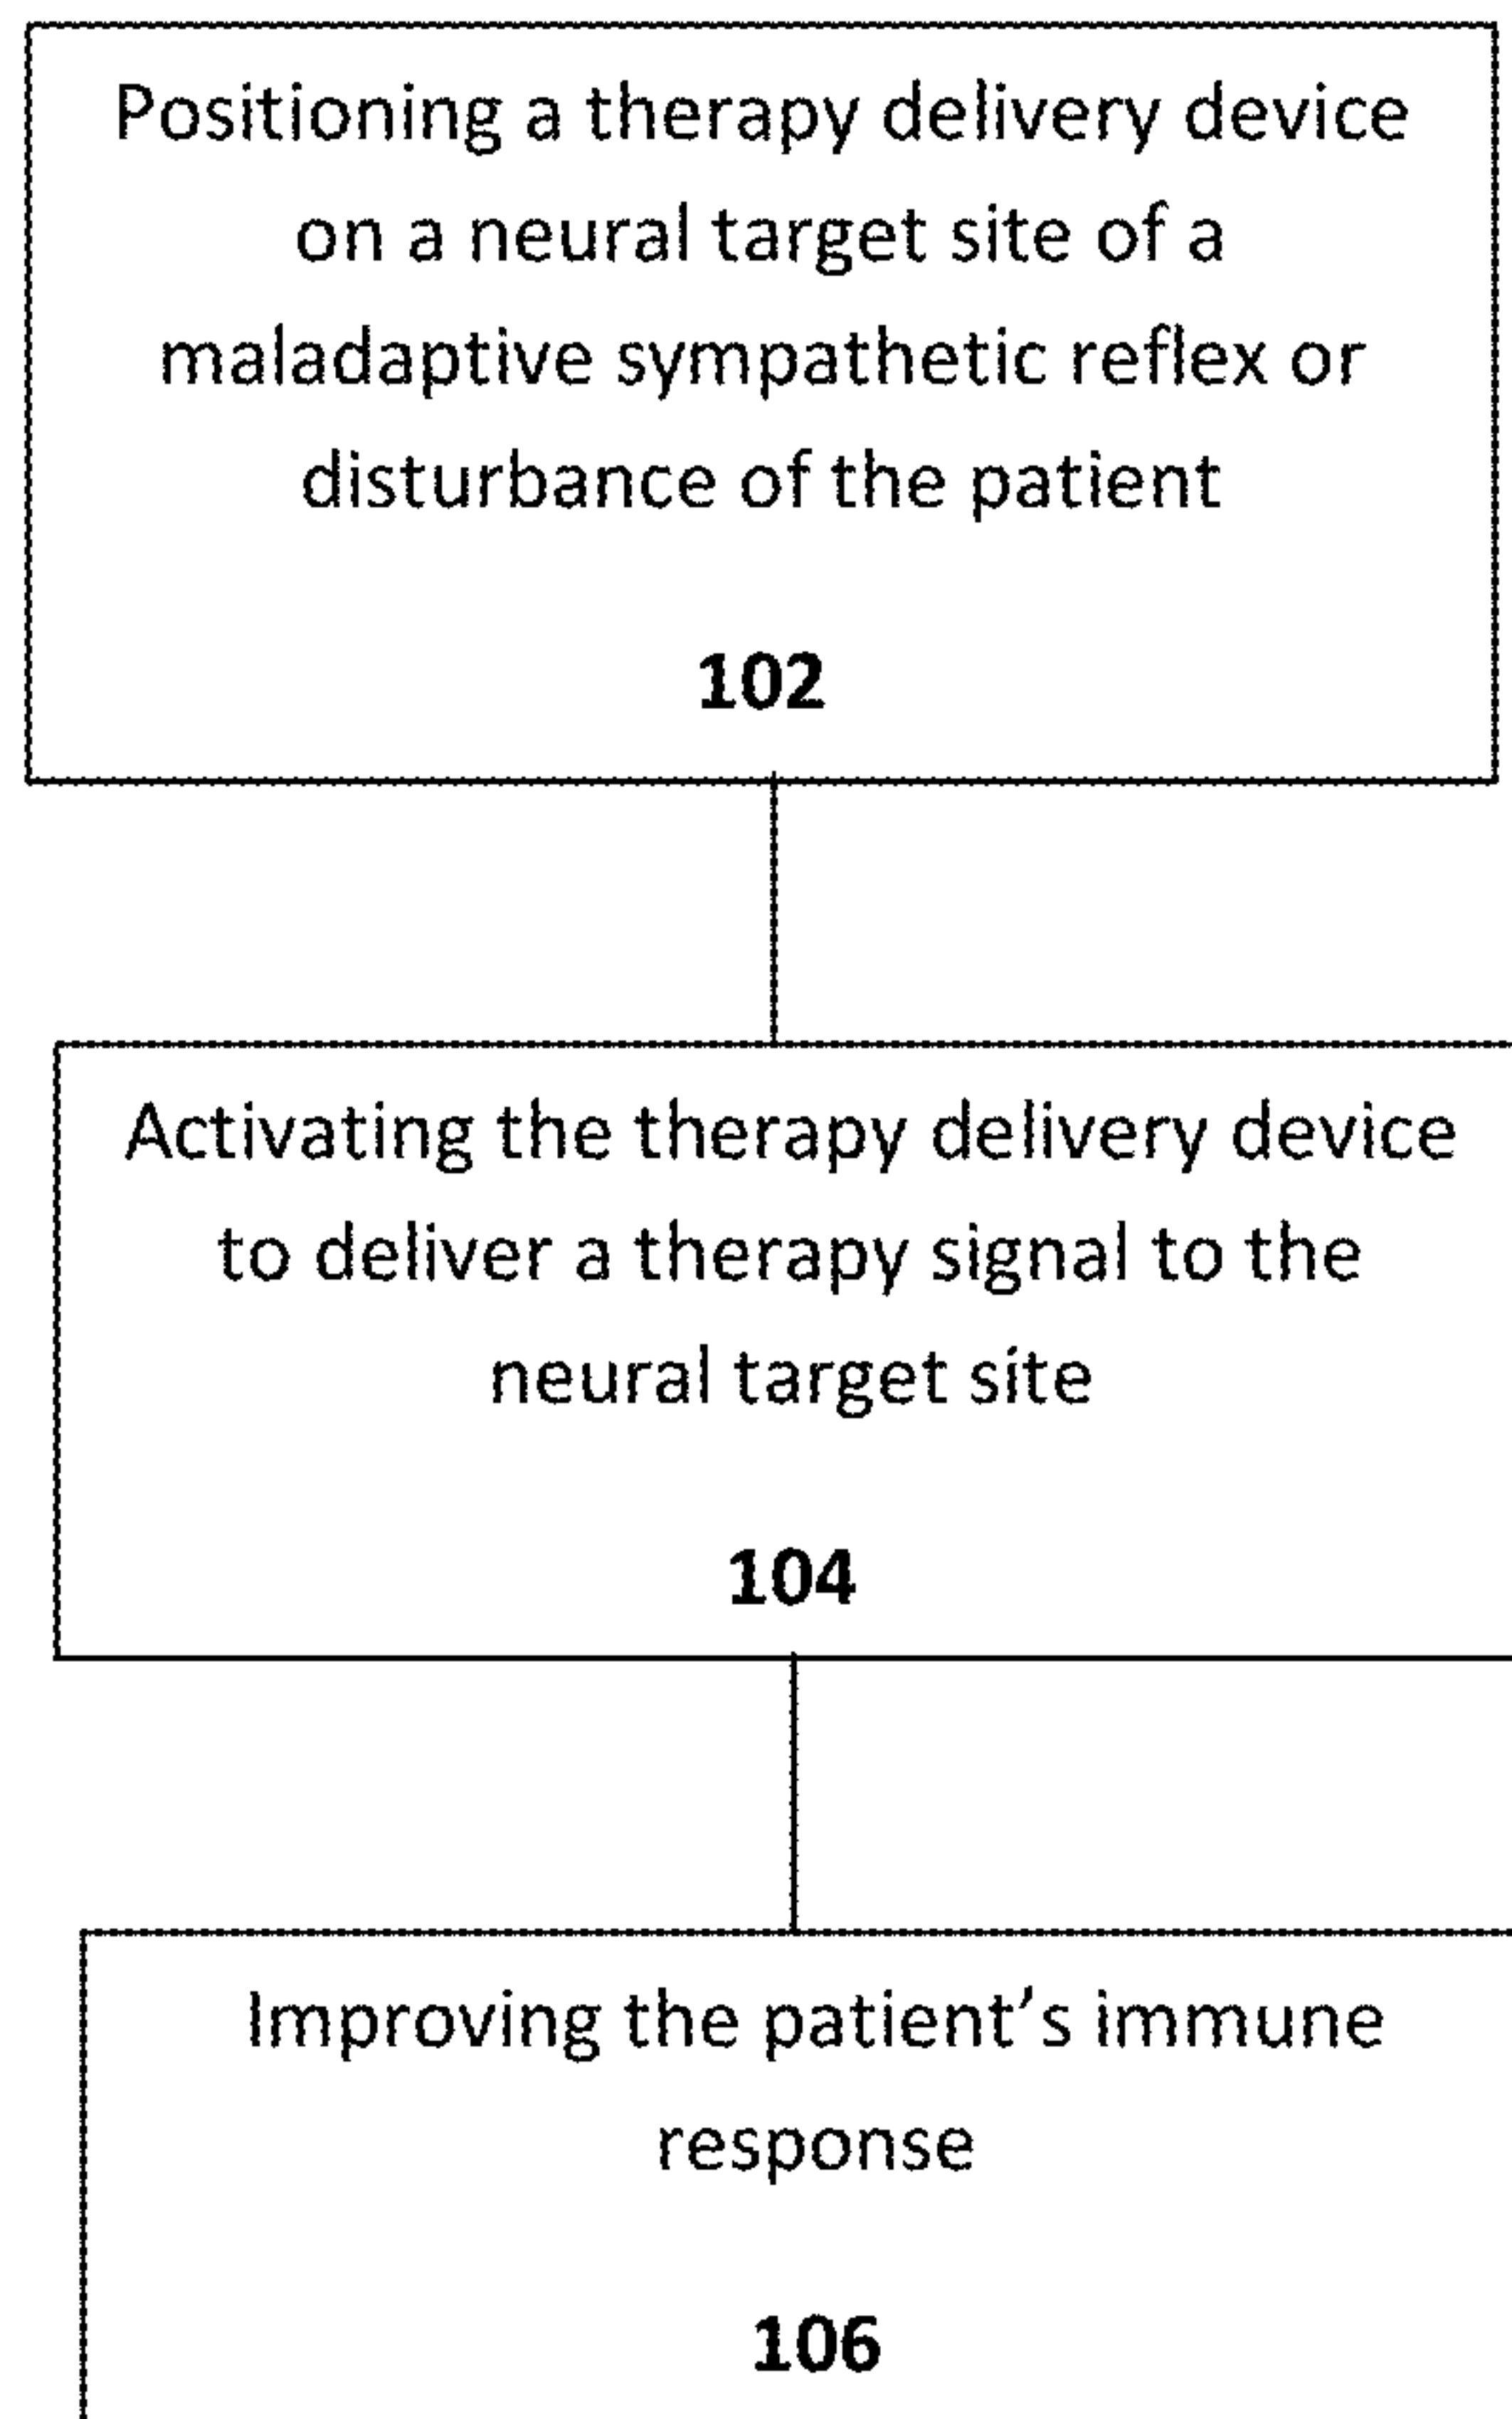 Positioning a therapy delivery device
on a neural target site of a
maladaptive sympathetic reflex or
disturbance of the patient
102
Activating the therapy delivery device
to deliver a therapy signal to the
neural target site
104
Improving the patient’s immune
response
106